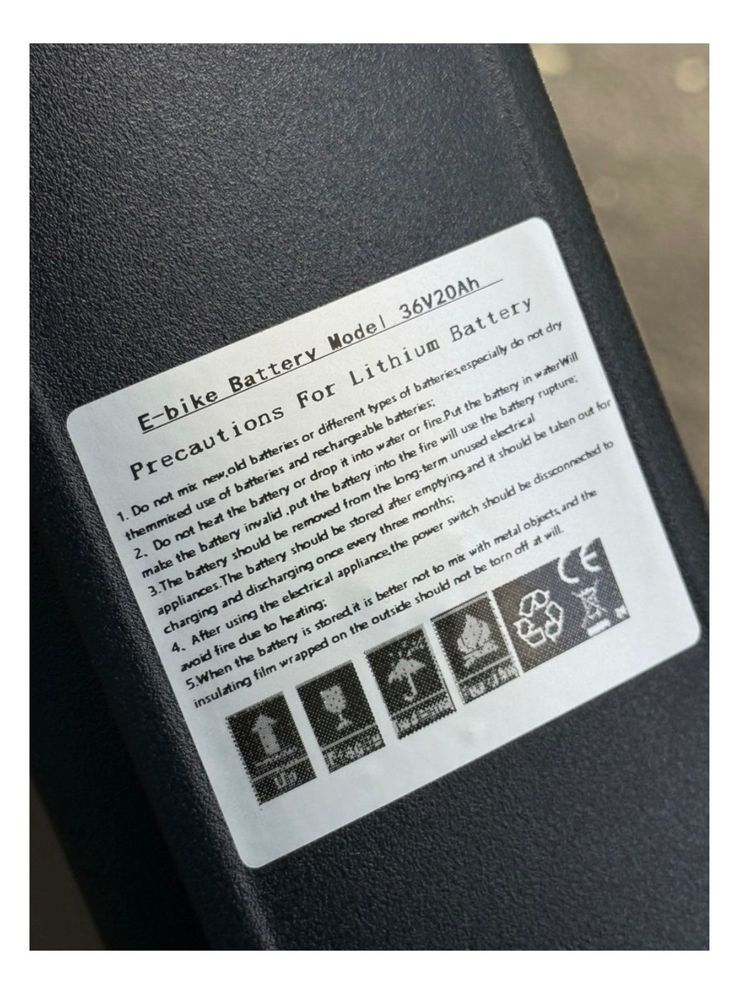 E-bike Battery Model 36V20Ah
Precautions For Lithium Battery
1. Do not mix new,old batteries or different types of batteries,especially do not dry
themmixed use of batteries and rechargeable batteries;
2. Do not heat the battery or drop it into water or fire.Put the battery in waterWill
make the battery invalid .put the battery into the fire will use the battery rupture;
3.The battery should be removed from the long-term unused electrical
appliances.The battery should be stored after emptying,and it should be taken out for
charging and discharging once every three months;
4. After using the electrical appliance,the power switch should be dissconnected to
avoid fire due to heating;
5.When the battery is stored,it is better not to mix with metal objects,and the
insulating film wrapped on the outside should not be torn off at will.
CE